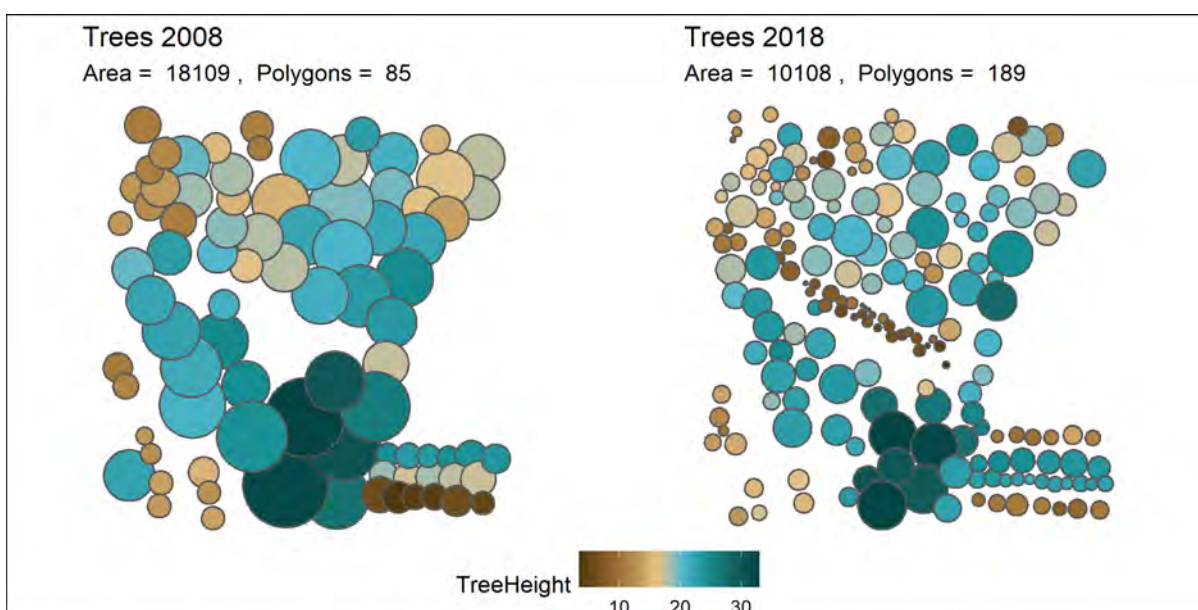 Trees 2008
Area =  18109 ,  Polygons =  85
Trees 2018
Area =  10108 ,  Polygons =  189
TreeHeight
10 20 30